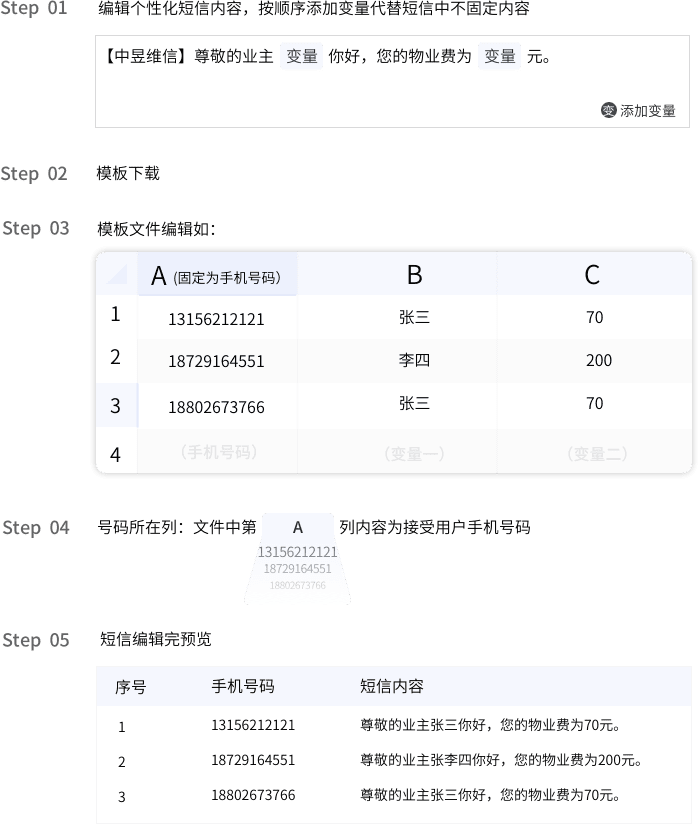 Step 01 编辑个性化短信内容，按顺序添加变量代替短信中不固定内容
【中昱维信】尊敬的业主 变量 你好，您的物业费为 变量 元。
变 添加变量
Step 02 模板下载
Step 03 模板文件编辑如：
A (固定为手机号码) B C
1 13156212121 张三 70
2 18729164551 李四 200
3 18802673766 张三 70
4 （手机号码） （变量一） （变量二）
Step 04 号码所在列：文件中第 A 列内容为接受用户手机号码
13156212121
18729164551
18802673766
Step 05 短信编辑完预览
序号 手机号码 短信内容
1 13156212121 尊敬的业主张三你好，您的物业费为70元。
2 18729164551 尊敬的业主张李四你好，您的物业费为200元。
3 18802673766 尊敬的业主张三你好，您的物业费为70元。